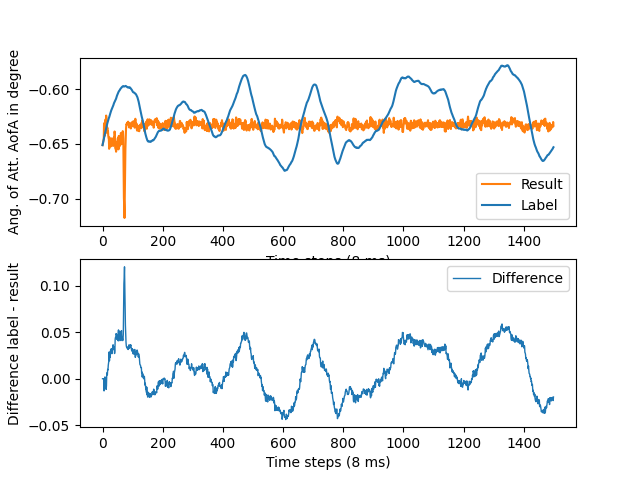 Ang. of Att. AofA in degree
−0.60
−0.65
−0.70
Result
Label
0 200 400 600 800 1000 1200 1400
Time steps (8 ms)
Difference label - result
0.10
0.05
0.00
−0.05
Difference
0 200 400 600 800 1000 1200 1400
Time steps (8 ms)